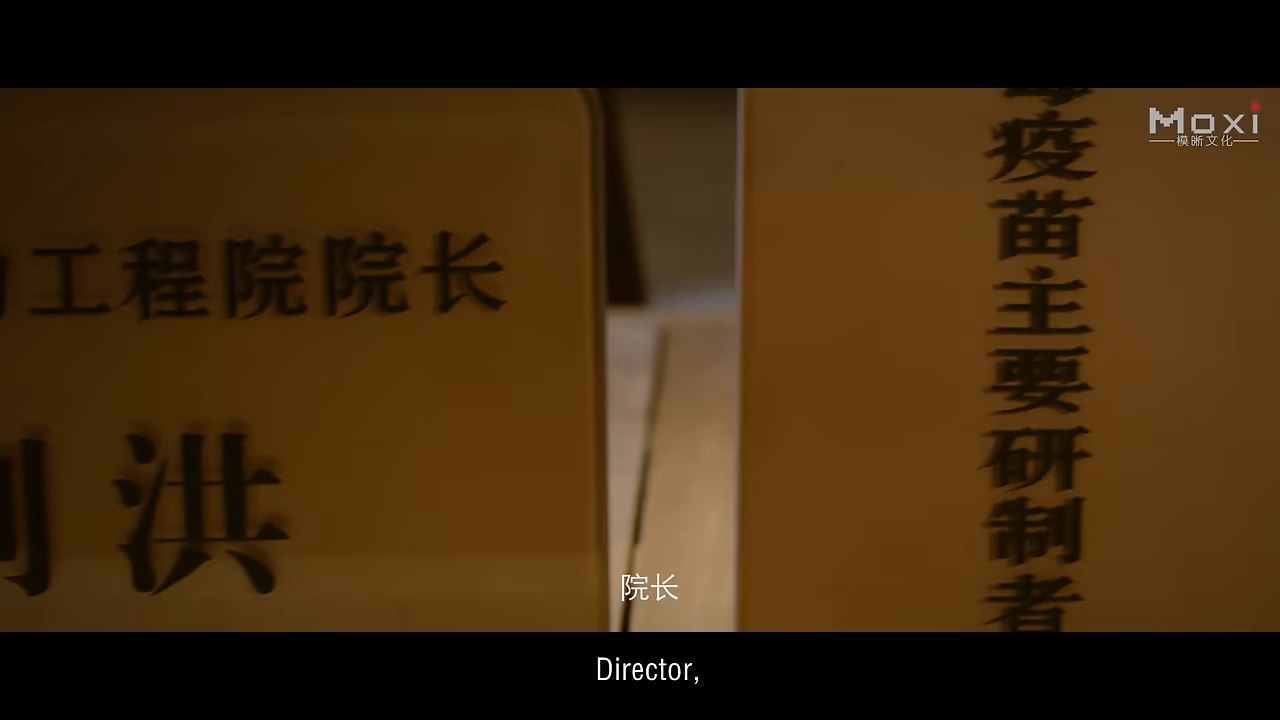 Moxi
模晰文化
工程院院长
洪
疫苗主要研制者
院长
Director,